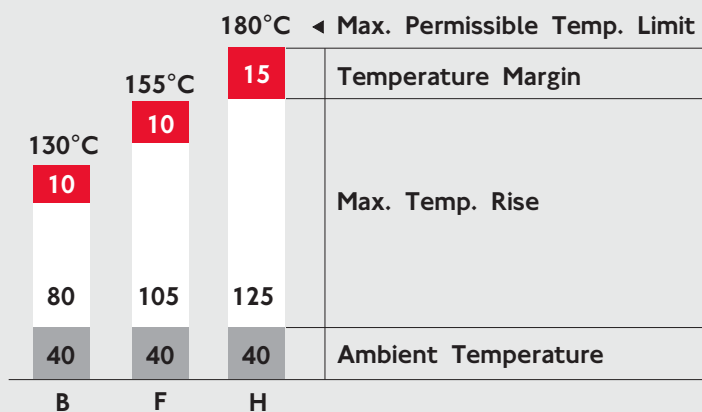 180°C ◄ Max. Permissible Temp. Limit
15 Temperature Margin
155°C
10
130°C
10
Max. Temp. Rise
80 105 125
40 40 40 Ambient Temperature
B F H